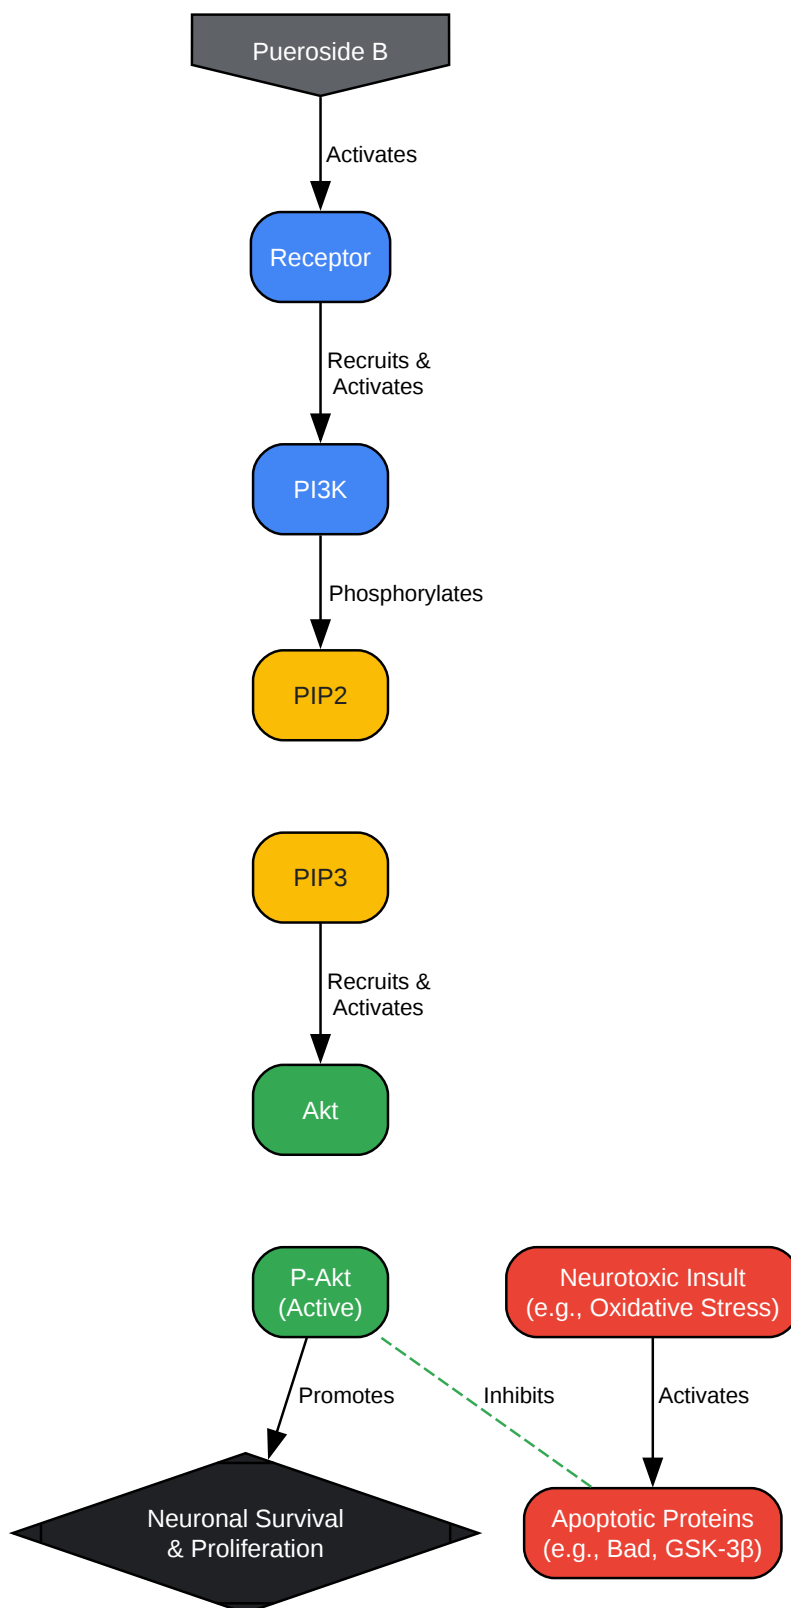 Pueroside B
Activates
Receptor
Recruits &
Activates
PI3K
Phosphorylates
PIP2
PIP3
Recruits &
Activates
Akt
P-Akt
(Active)
Neurotoxic Insult
(e.g., Oxidative Stress)
Promotes
Inhibits
Activates
Neuronal Survival
& Proliferation
Apoptotic Proteins
(e.g., Bad, GSK-3β)